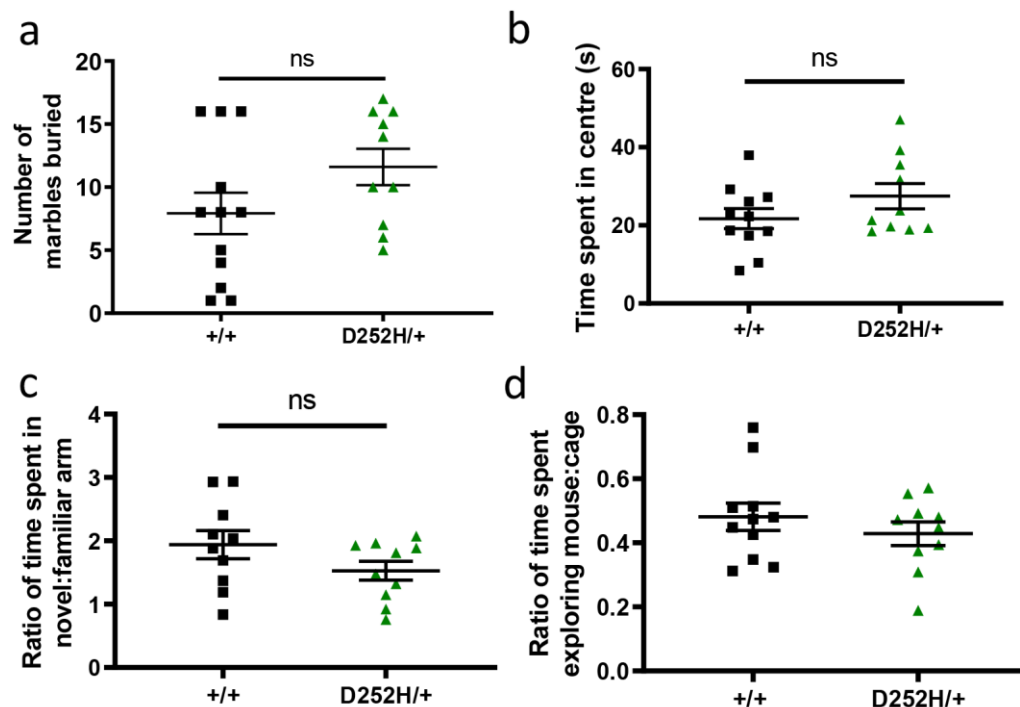 a
Number of
marbles buried
20
15
10
5
0
ns
+/+
D252H/+
b
Time spent in centre (s)
60
40
20
0
ns
+/+
D252H/+
c
Ratio of time spent in
novel:familiar arm
4
3
2
1
0
ns
+/+
D252H/+
d
Ratio of time spent
exploring mouse:cage
0.8
0.6
0.4
0.2
0.0
+/+
D252H/+